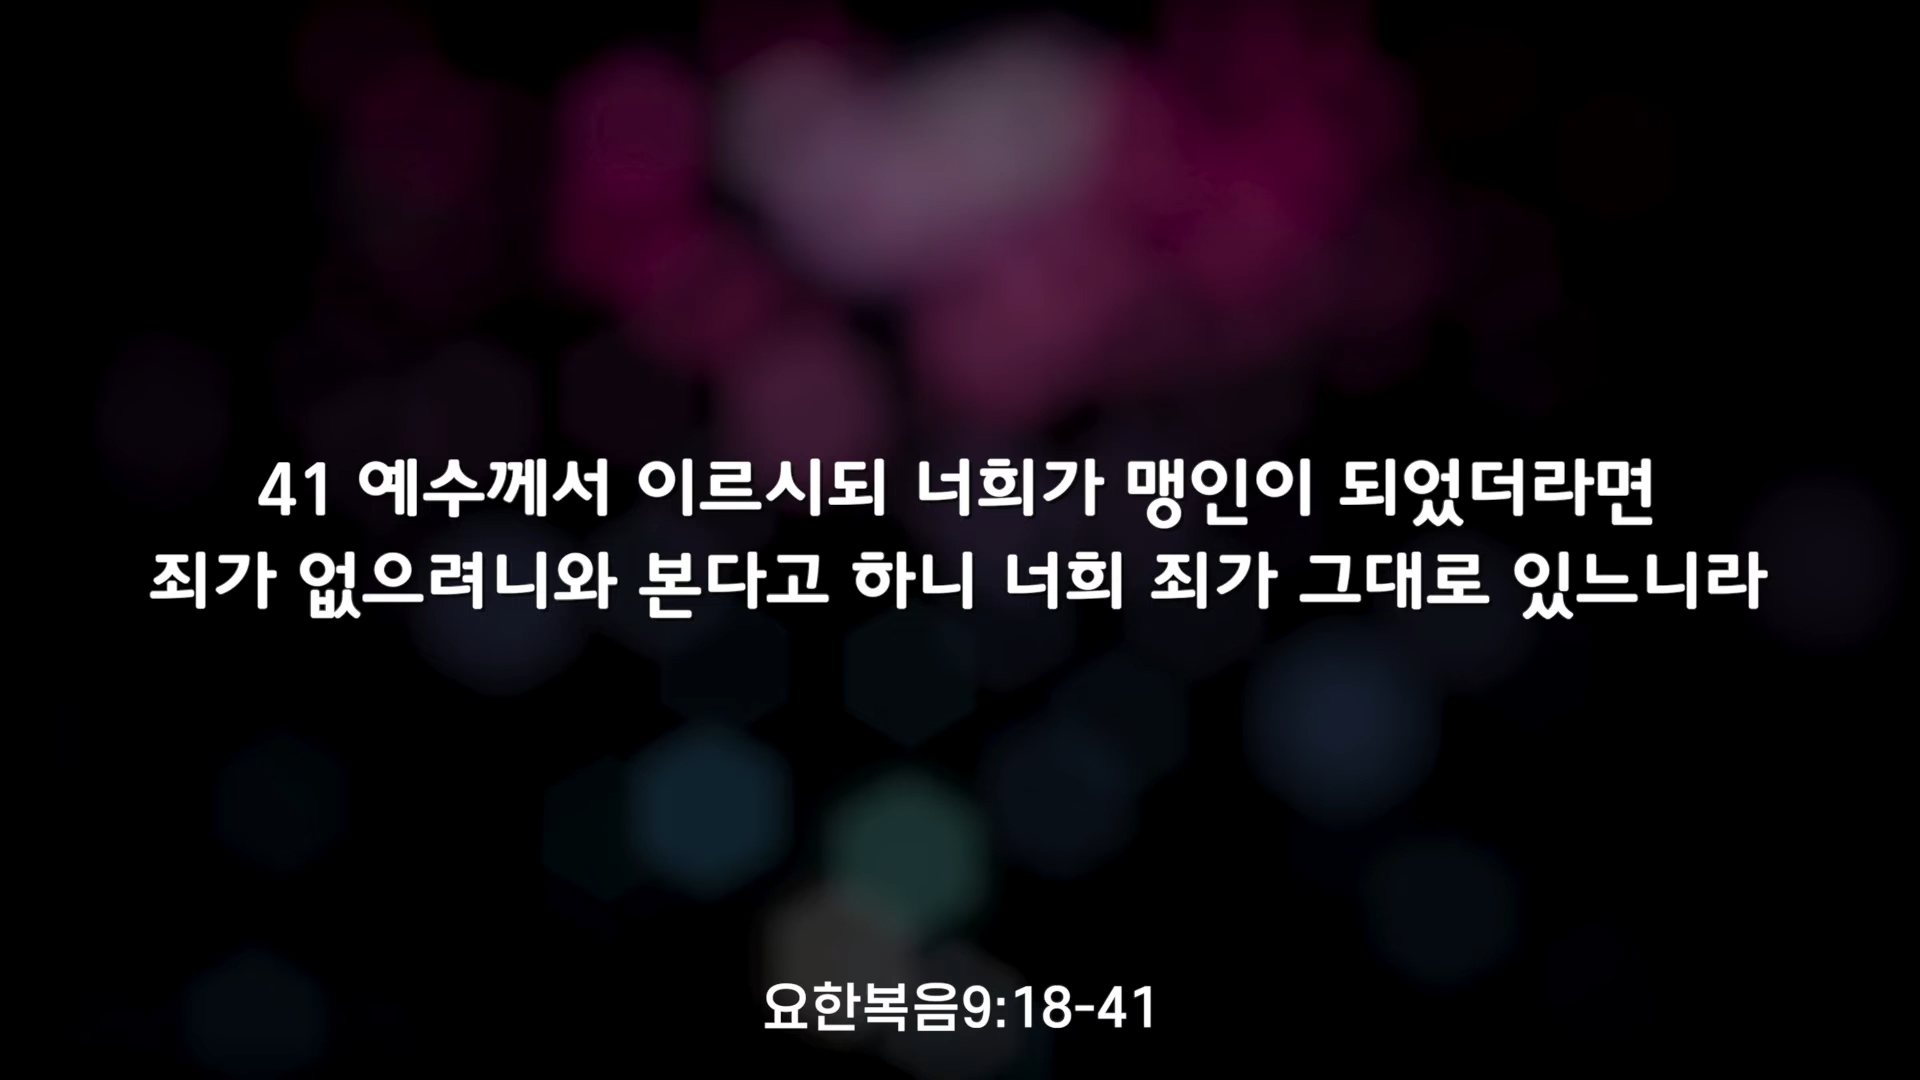 41 예수께서 이르시되 너희가 맹인이 되었더라면
죄가 없으려니와 본다고 하니 너희 죄가 그대로 있느니라
요한복음9:18-41